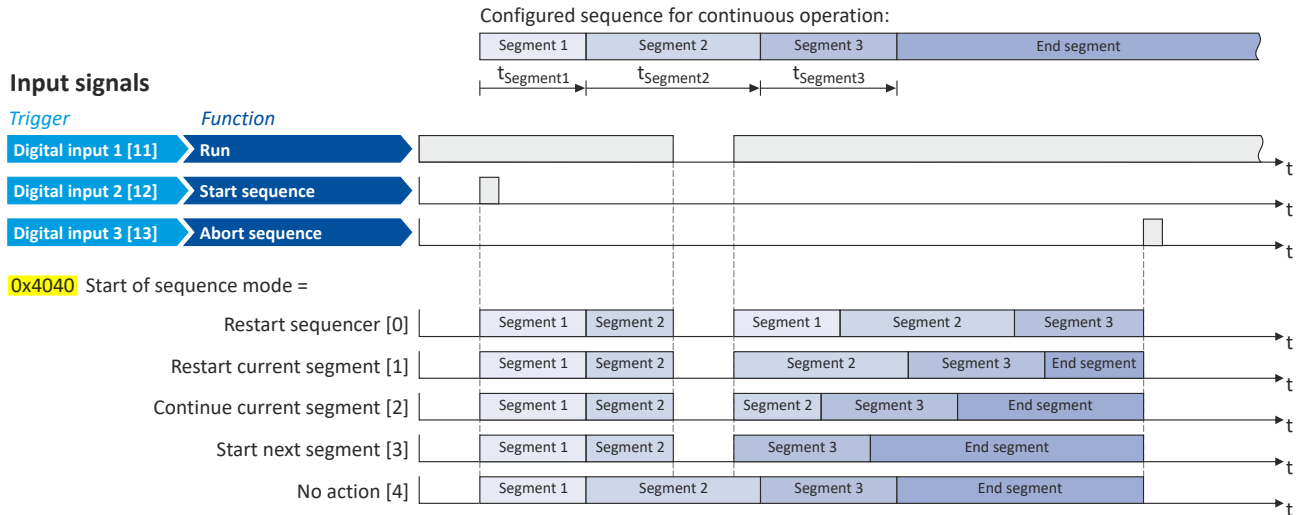 Configured sequence for continuous operation:
Segment 1 Segment 2 Segment 3 End segment
tSegment1 tSegment2 tSegment3
Input signals
Trigger Function
Digital input 1 [11] Run
t
Digital input 2 [12] Start sequence
t
Digital input 3 [13] Abort sequence
t
0x4040 Start of sequence mode =
Restart sequencer [0] Segment 1 Segment 2 Segment 1 Segment 2 Segment 3
t
Restart current segment [1] Segment 1 Segment 2 Segment 2 Segment 3 End segment
t
Continue current segment [2] Segment 1 Segment 2 Segment 2 Segment 3 End segment
t
Start next segment [3] Segment 1 Segment 2 Segment 3 End segment
t
No action [4] Segment 1 Segment 2 Segment 3 End segment
t